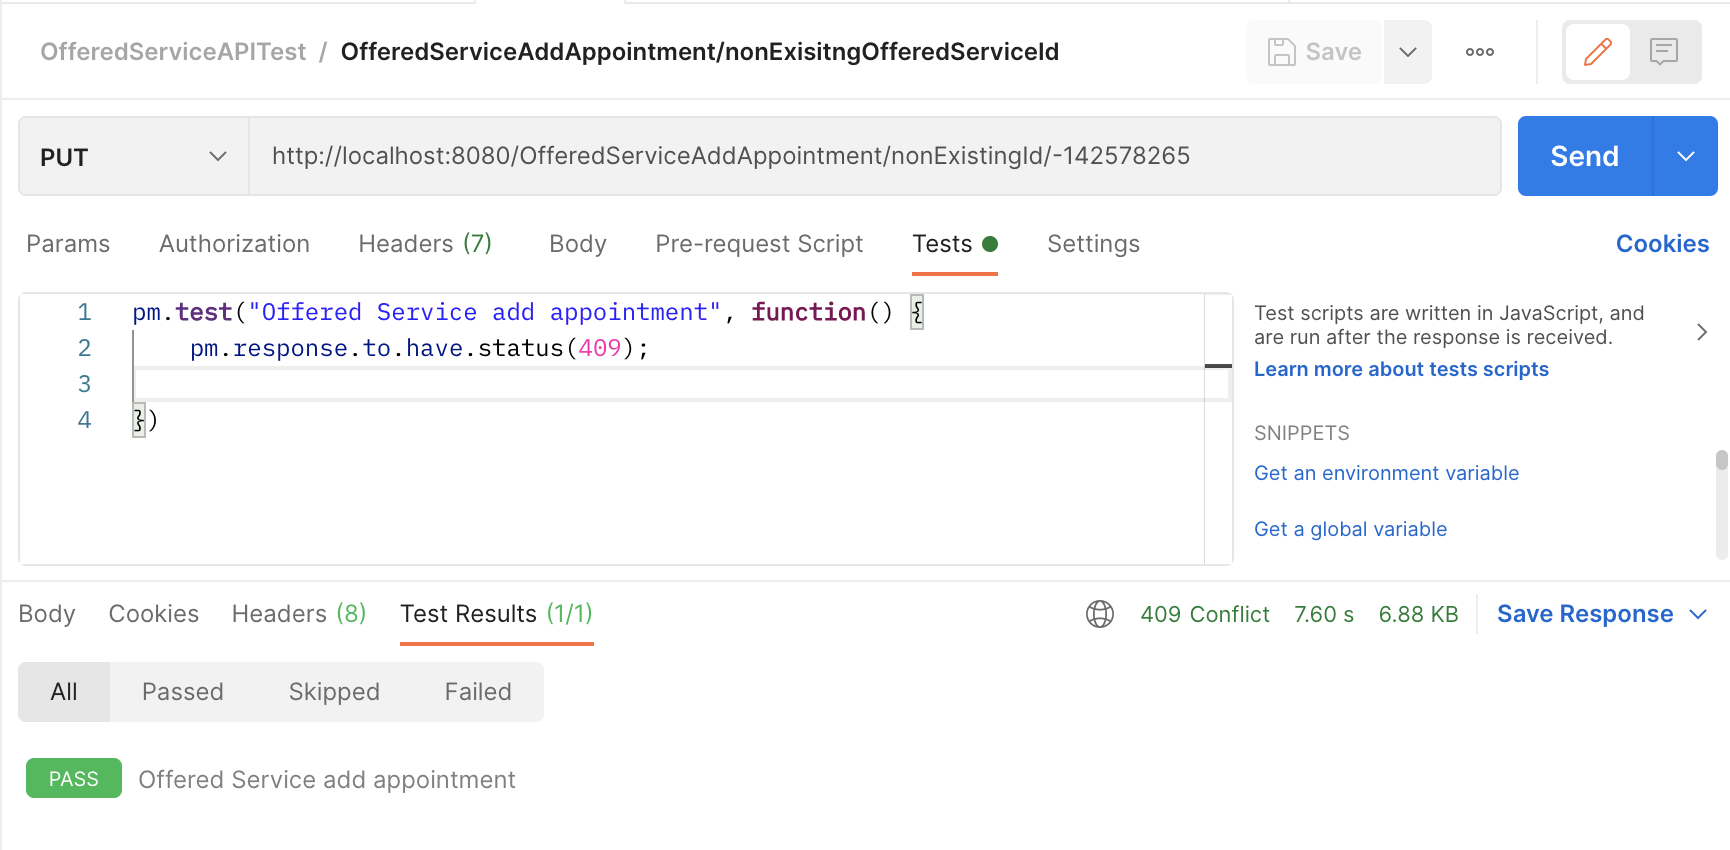 OfferedServiceAPITest / OfferedServiceAddAppointment/nonExisitngOfferedServiceId
Save
PUT
http://localhost:8080/OfferedServiceAddAppointment/nonExistingId/-142578265
Send
Params Authorization Headers (7) Body Pre-request Script Tests Settings
Cookies
1 pm.test("Offered Service add appointment", function() {
2 pm.response.to.have.status(409);
3
4 })
Test scripts are written in JavaScript, and
are run after the response is received.
Learn more about tests scripts
SNIPPETS
Get an environment variable
Get a global variable
Body Cookies Headers (8) Test Results (1/1)
409 Conflict 7.60 s 6.88 KB Save Response
All Passed Skipped Failed
PASS Offered Service add appointment